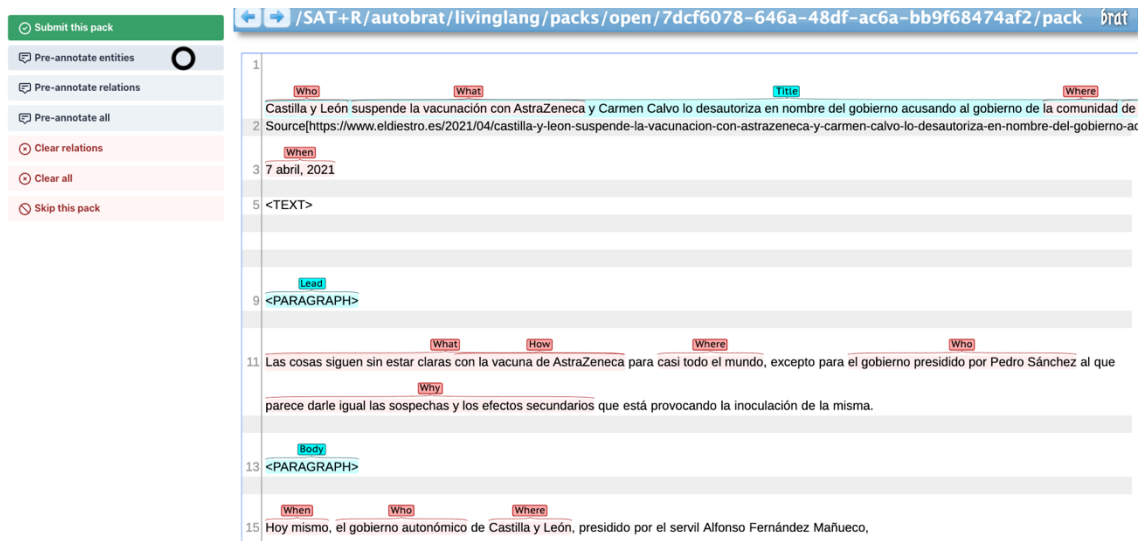 Submit this pack
Pre-annotate entities
Pre-annotate relations
Pre-annotate all
Clear relations
Clear all
Skip this pack
/SAT+R/autobrat/livinglang/packs/open/7dcf6078-646a-48df-ac6a-bb9f68474af2/pack brat
1
Who What Title Where
Castilla y León suspende la vacunación con AstraZeneca y Carmen Calvo lo desautoriza en nombre del gobierno acusando al gobierno de la comunidad de
2 Source[https://www.eldiestro.es/2021/04/castilla-y-leon-suspende-la-vacunacion-con-astrazeneca-y-carmen-calvo-lo-desautoriza-en-nombre-del-gobierno-ac
When
3 7 abril, 2021
5 <TEXT>
Lead
9 <PARAGRAPH>
What How Where Who
11 Las cosas siguen sin estar claras con la vacuna de AstraZeneca para casi todo el mundo, excepto para el gobierno presidido por Pedro Sánchez al que
Why
parece darle igual las sospechas y los efectos secundarios que está provocando la inoculación de la misma.
Body
13 <PARAGRAPH>
When Who Where
15 Hoy mismo, el gobierno autonómico de Castilla y León, presidido por el servil Alfonso Fernández Mañueco,